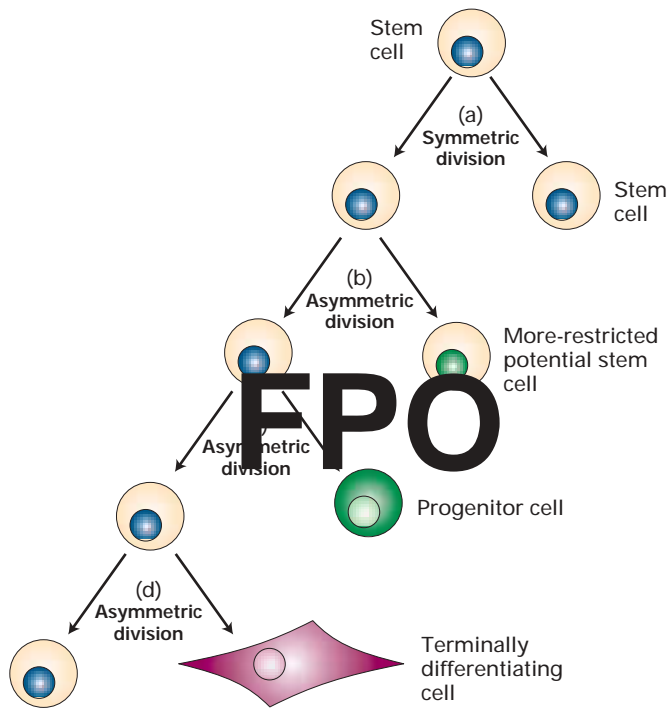 Stem
cell
(a)
Symmetric
division
Stem
cell
(b)
Asymmetric
division
More-restricted
potential stem
cell
FPO
Asymmetric
division
Progenitor cell
(d)
Asymmetric
division
Terminally
differentiating
cell